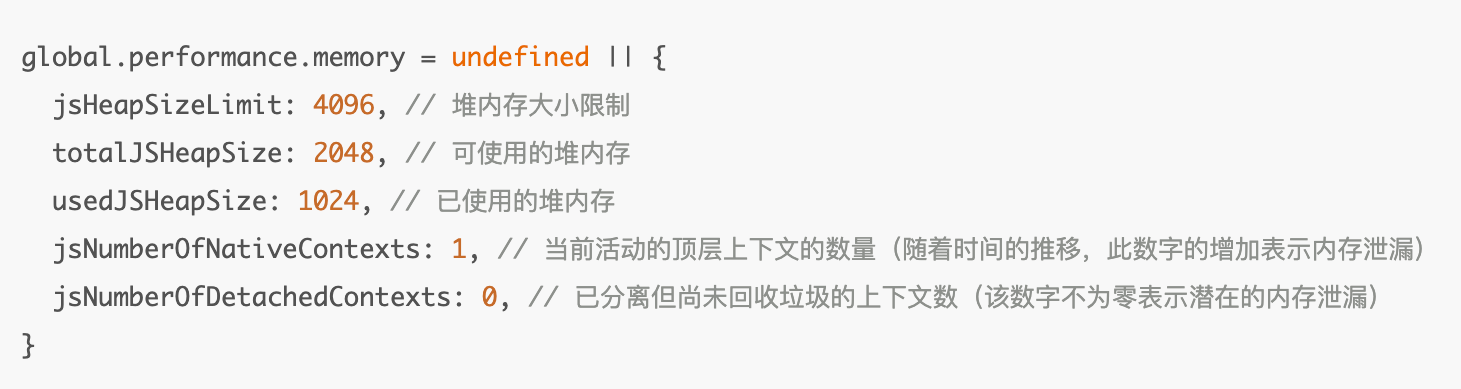 global.performance.memory = undefined || {
  jsHeapSizeLimit: 4096, // 堆内存大小限制
  totalJSHeapSize: 2048, // 可使用的堆内存
  usedJSHeapSize: 1024, // 已使用的堆内存
  jsNumberOfNativeContexts: 1, // 当前活动的顶层上下文的数量（随着时间的推移，此数字的增加表示内存泄漏）
  jsNumberOfDetachedContexts: 0, // 已分离但尚未回收垃圾的上下文数（该数字不为零表示潜在的内存泄漏）
}